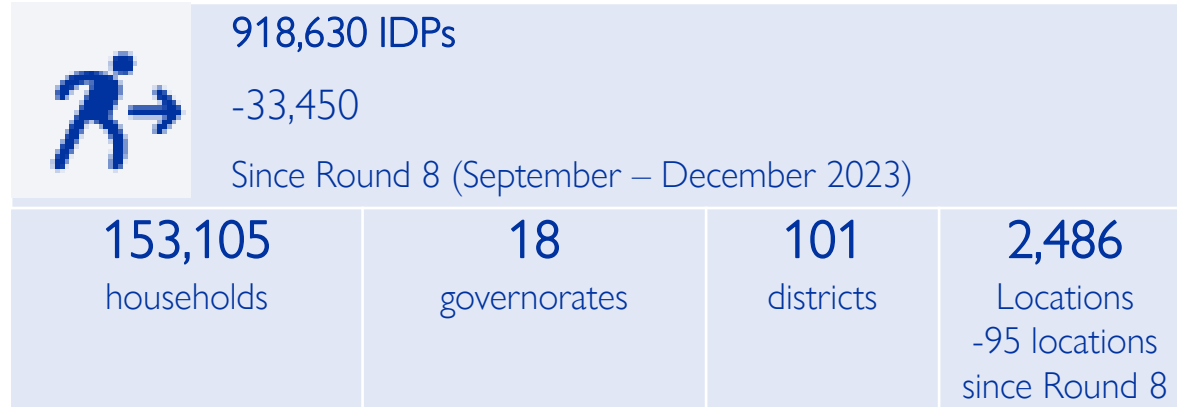 918,630 IDPs
-33,450
Since Round 8 (September – December 2023)
153,105
households
18
governorates
101
districts
2,486
Locations
-95 locations
since Round 8